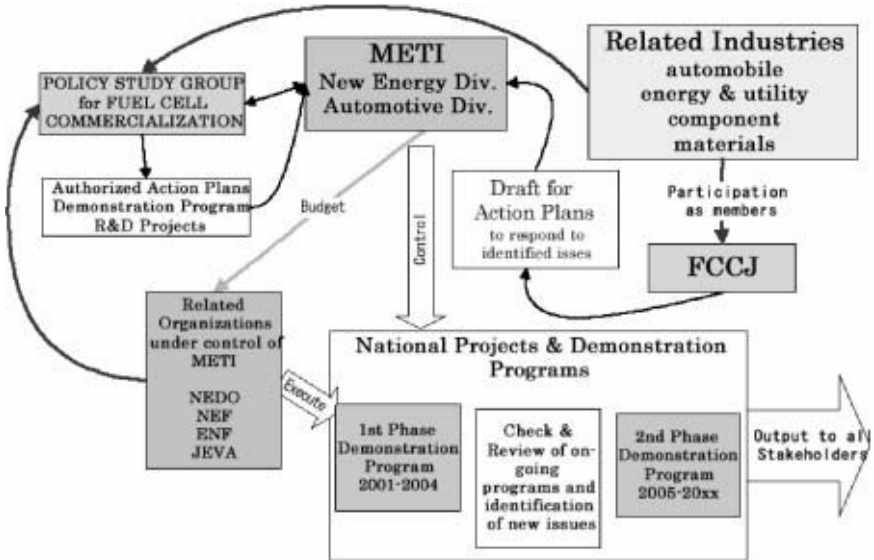 POLICY STUDY GROUP
for FUEL CELL
COMMERCIALIZATION
METI
New Energy Div.
Automotive Div.
Related Industries
automobile
energy & utility
component
materials
Authorized Action Plans
Demonstration Program
R&D Projects
Budget
Control
Draft for
Action Plans
to respond to
identified isses
Participation
as members
FCCJ
Related
Organizations
under control of
METI
NEDO
NEF
ENF
JEVA
Execute
National Projects & Demonstration
Programs
1st Phase
Demonstration
Program
2001-2004
Check &
Review of on-
going
programs and
identification
of new issues
2nd Phase
Demonstration
Program
2005-20xx
Output to all
Stakeholders